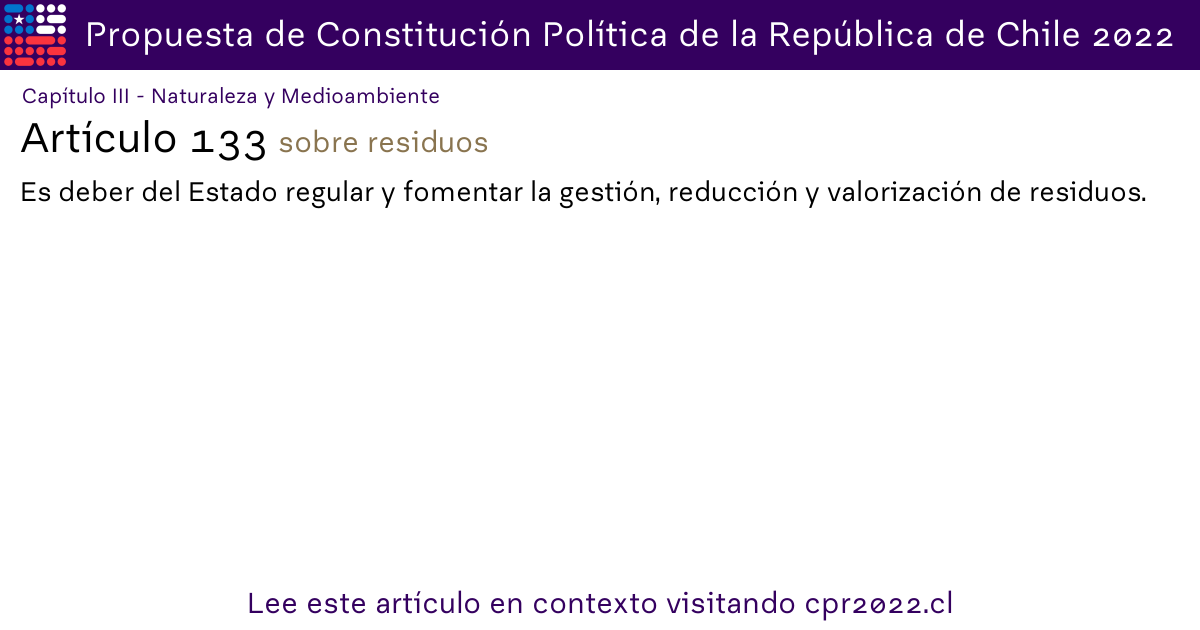 Propuesta de Constitución Política de la República de Chile 2022
Capítulo III - Naturaleza y Medioambiente
Artículo 133 sobre residuos
Es deber del Estado regular y fomentar la gestión, reducción y valorización de residuos.
Lee este artículo en contexto visitando cpr2022.cl